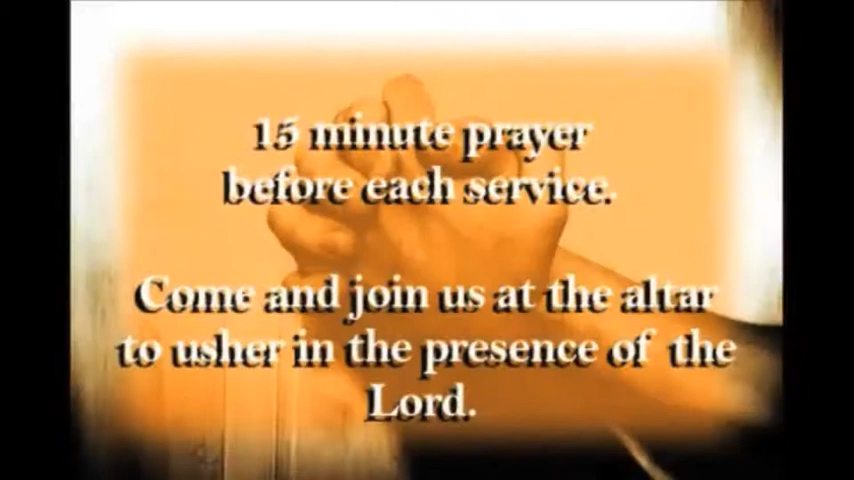 15 minute prayer
before each service.
Come and join us at the altar
to usher in the presence of the
Lord.